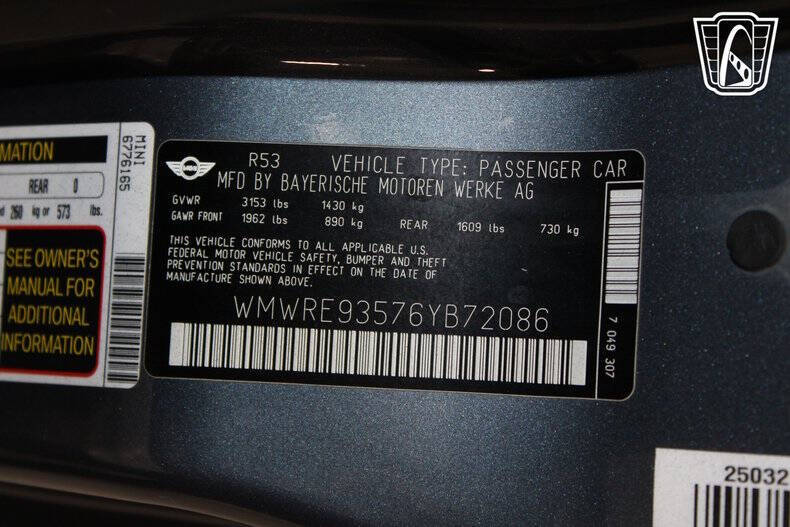 MATION
REAR 0
260 kg or 573 lbs.
SEE OWNER'S
MANUAL FOR
ADDITIONAL
INFORMATION
MINI
6776165
MINI
R53 VEHICLE TYPE: PASSENGER CAR
MFD BY BAYERISCHE MOTOREN WERKE AG
GVWR 3153 lbs 1430 kg
GAWR FRONT 1962 lbs 890 kg REAR 1609 lbs 730 kg
THIS VEHICLE CONFORMS TO ALL APPLICABLE U.S.
FEDERAL MOTOR VEHICLE SAFETY, BUMPER AND THEFT
PREVENTION STANDARDS IN EFFECT ON THE DATE OF
MANUFACTURE SHOWN ABOVE.
WMWRE93576YB72086
7 049 307
25032